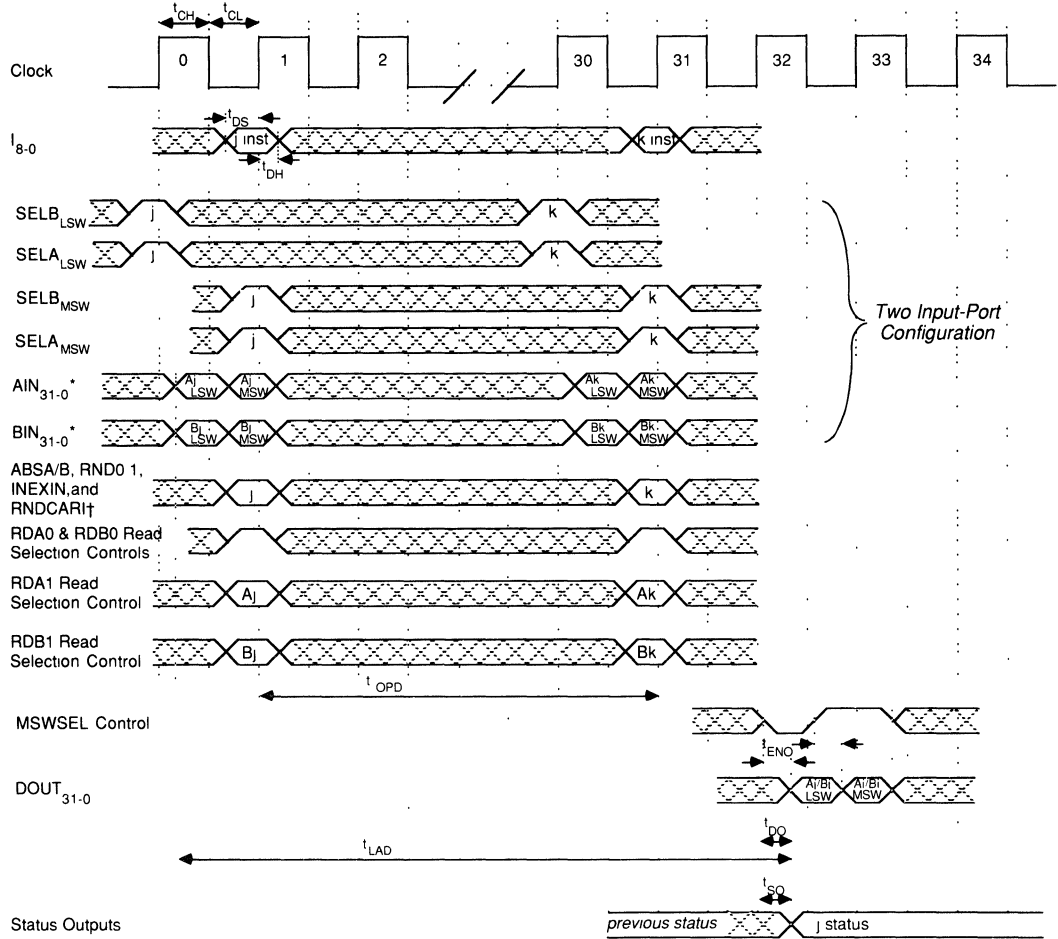 tCH tCL
Clock 0 1 2 30 31 32 33 34
tDS
I8-0 j inst k inst
tDH
SELBLSW j k
SELALSW j k
SELBMSW j k
SELAMSW j k
Two Input-Port
Configuration
AIN31-0* Aj LSW Aj MSW Ak LSW Ak MSW
BIN31-0* Bj LSW Bj MSW Bk LSW Bk MSW
ABSA/B, RND0 1,
INEXIN,and
RNDCARI† j k
RDA0 & RDB0 Read
Selection Controls
RDA1 Read
Selection Control Aj Ak
RDB1 Read
Selection Control Bj Bk
tOPD
MSWSEL Control
tENO
DOUT31-0 Aj/Bj LSW Aj/Bj MSW
tDO
tLAD
tSO
Status Outputs previous status j status